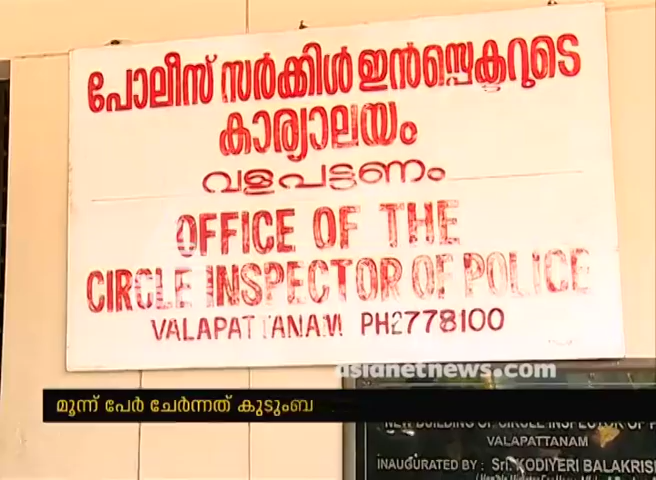 പോലീസ് സർക്കിൾ ഇൻസ്പെക്ടറുടെ
കാര്യാലയം
വളപട്ടണം
OFFICE OF THE
CIRCLE INSPECTOR OF POLICE
VALAPATTANAM PH2778100
asianetnews.com
മൂന്ന് പേർ ചേർന്നത് കുടുംബ
NEW BUILDING OF CIRCLE INSPECTOR OF
VALAPATTANAM
INAUGURATED BY : Sri. KODIYERI BALAKRIS